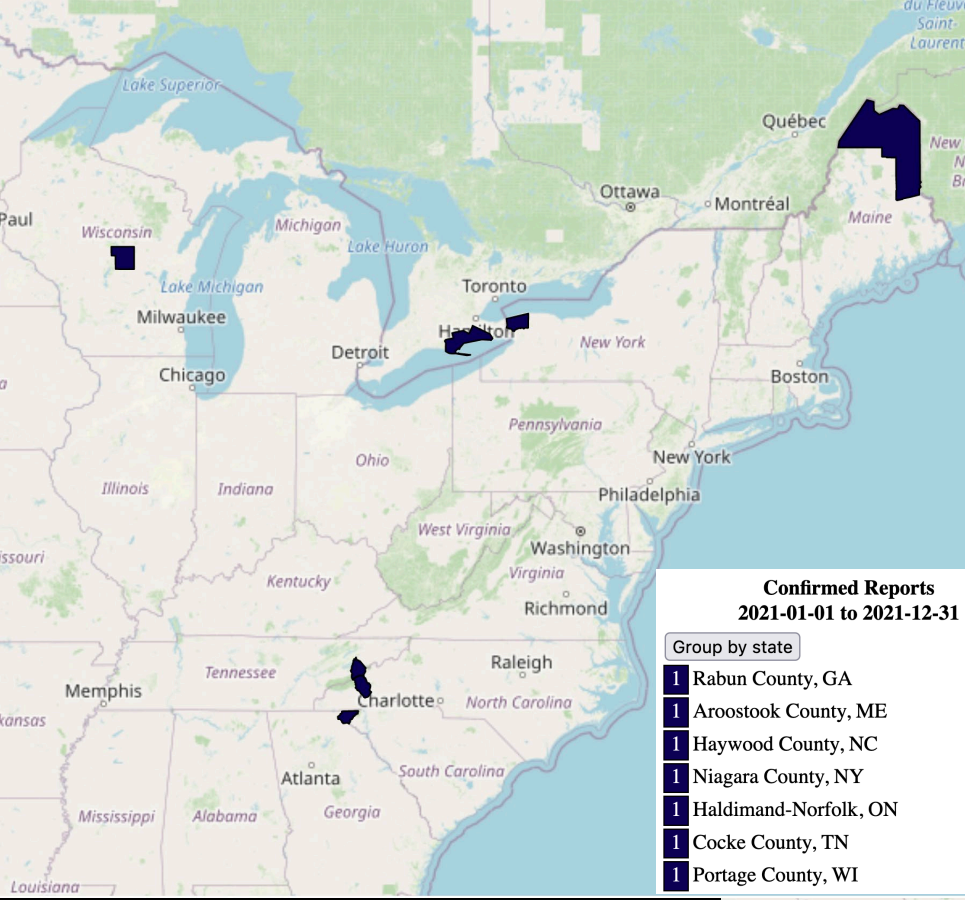 du Fleuve
Saint-
Laurent
Lake Superior
Québec
New
N
Br
Ottawa
Montréal
Paul
Michigan
Maine
Wisconsin
Lake Huron
Lake Michigan
Toronto
Milwaukee
Hamilton
New York
Detroit
Chicago
Boston
a
Pennsylvania
Ohio
New York
Illinois
Indiana
Philadelphia
West Virginia
Washington
issouri
Virginia
Kentucky
Richmond
Raleigh
Tennessee
Memphis
Charlotte
North Carolina
kansas
Atlanta
South Carolina
Mississippi
Alabama
Georgia
Louisiana
Confirmed Reports
2021-01-01 to 2021-12-31
Group by state
1 Rabun County, GA
1 Aroostook County, ME
1 Haywood County, NC
1 Niagara County, NY
1 Haldimand-Norfolk, ON
1 Cocke County, TN
1 Portage County, WI